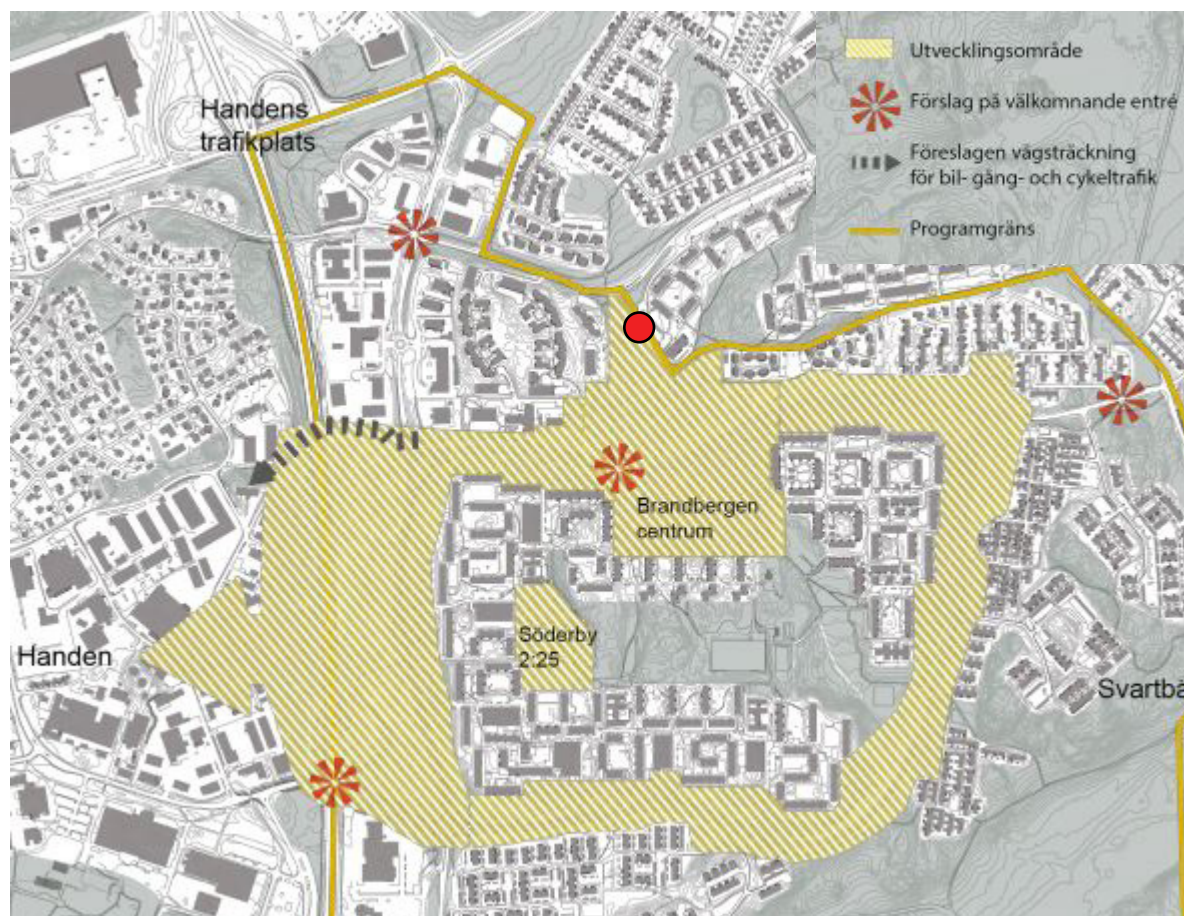 Utvecklingsområde
Förslag på välkomnande entré
Föreslagen vägsträckning
för bil- gång- och cykeltrafik
Programgräns
Handens
trafikplats
Brandbergen
centrum
Söderby
2:25
Handen
Svartbä